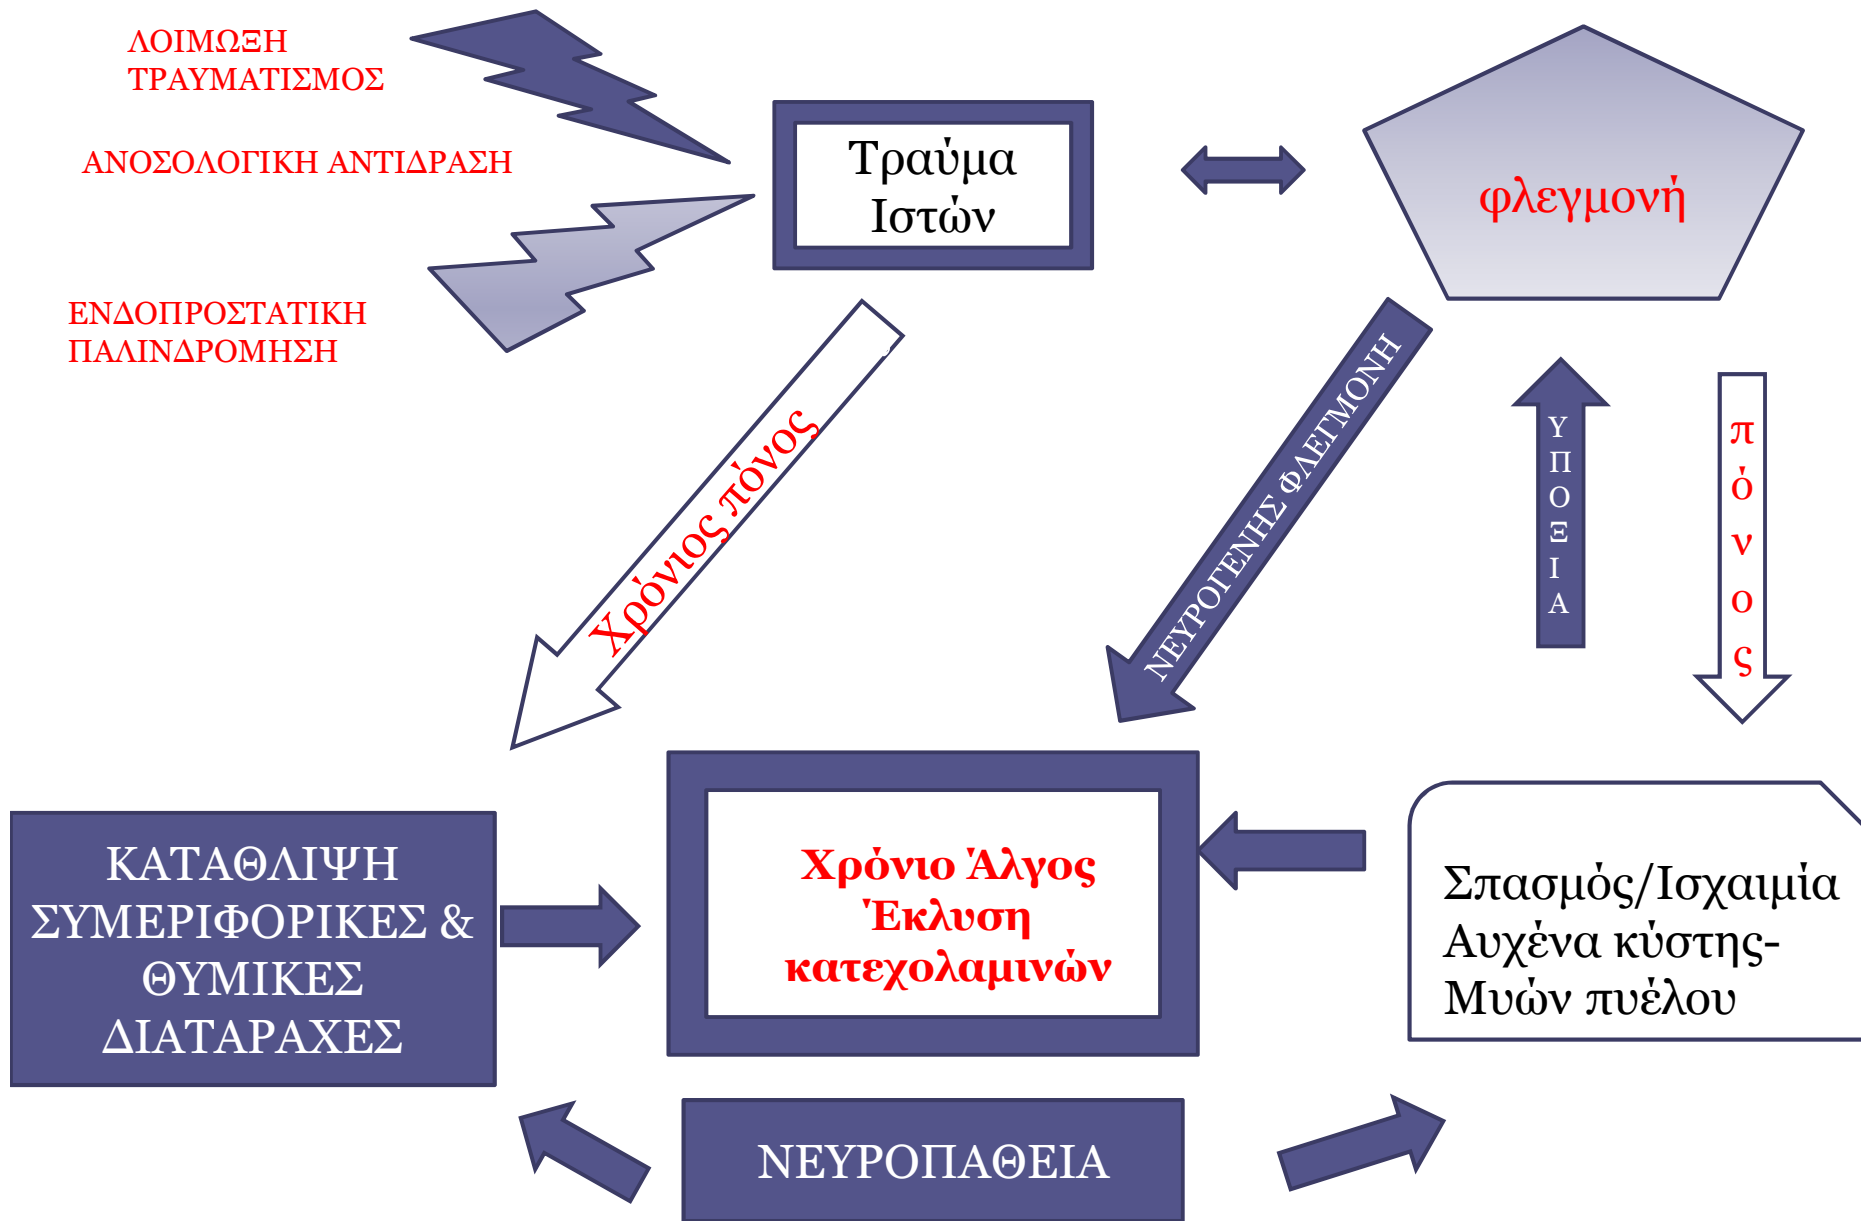 ΛΟΙΜΩΞΗ
ΤΡΑΥΜΑΤΙΣΜΟΣ
ΑΝΟΣΟΛΟΓΙΚΗ ΑΝΤΙΔΡΑΣΗ
ΕΝΔΟΠΡΟΣΤΑΤΙΚΗ
ΠΑΛΙΝΔΡΟΜΗΣΗ
Τραύμα
Ιστών
φλεγμονή
Χρόνιος πόνος
ΝΕΥΡΟΓΕΝΗΣ ΦΛΕΓΜΟΝΗ
ΥΠΟΞΙΑ
πόνος
ΚΑΤΑΘΛΙΨΗ
ΣΥΜΕΡΙΦΟΡΙΚΕΣ &
ΘΥΜΙΚΕΣ
ΔΙΑΤΑΡΑΧΕΣ
Χρόνιο Άλγος
Έκλυση
κατεχολαμινών
Σπασμός/Ισχαιμία
Αυχένα κύστης-
Μυών πυέλου
ΝΕΥΡΟΠΑΘΕΙΑ